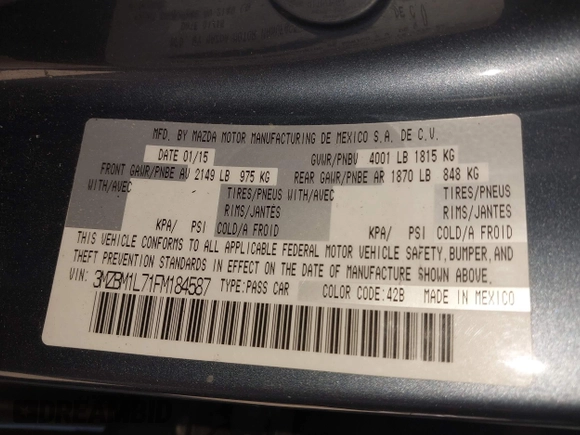 MFD. BY MAZDA MOTOR MANUFACTURING DE MEXICO S.A. DE C.V.
DATE 01/15 GVWR/PNBV 4001 LB 1815 KG
FRONT GAWR/PNBE AV 2149 LB 975 KG REAR GAWR/PNBE AR 1870 LB 848 KG
WITH/AVEC TIRES/PNEUS WITH/AVEC TIRES/PNEUS
RIMS/JANTES RIMS/JANTES
KPA/ PSI COLD/A FROID KPA/ PSI COLD/A FROID
THIS VEHICLE CONFORMS TO ALL APPLICABLE FEDERAL MOTOR VEHICLE SAFETY, BUMPER, AND
THEFT PREVENTION STANDARDS IN EFFECT ON THE DATE OF MANUFACTURE SHOWN ABOVE.
VIN: 3MZBM1L71FM184587 TYPE: PASS CAR COLOR CODE: 42B MADE IN MEXICO